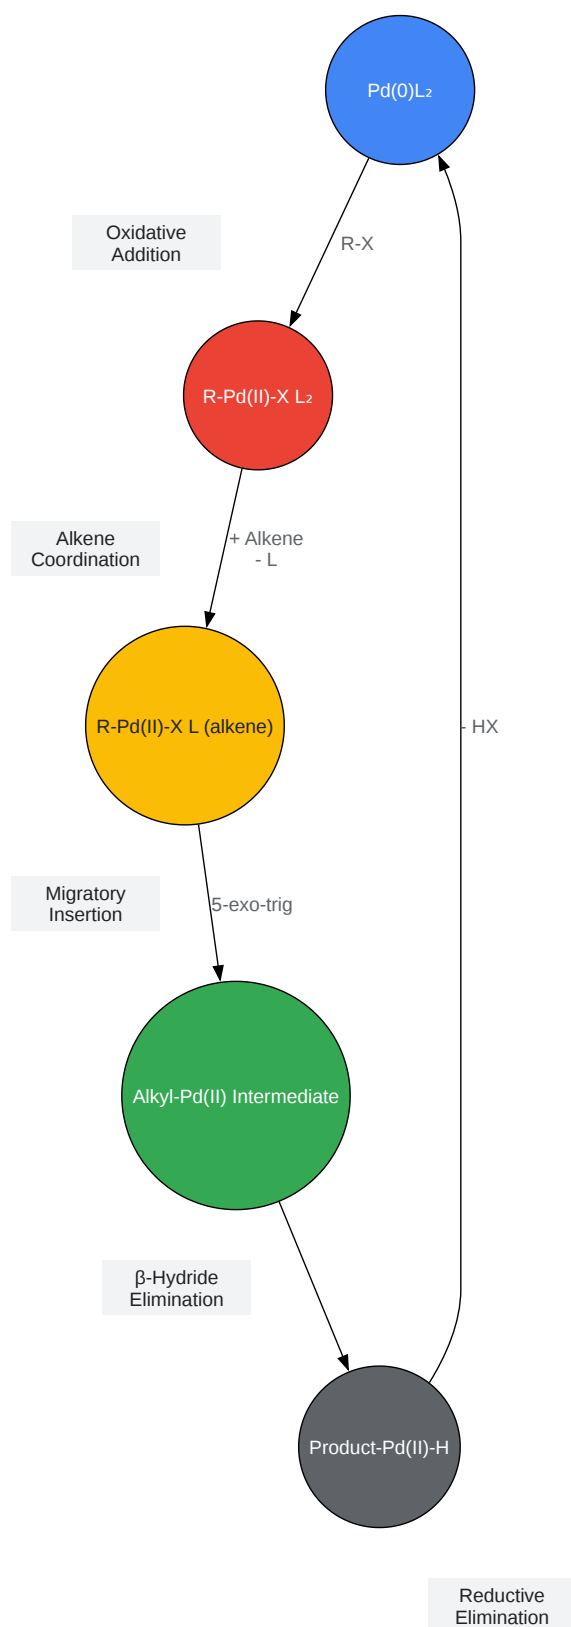 Pd(0)L₂
Oxidative
Addition
R-X
R-Pd(II)-X L₂
Alkene
Coordination
+ Alkene
- L
R-Pd(II)-X L (alkene)
- HX
Migratory
Insertion
5-exo-trig
Alkyl-Pd(II) Intermediate
β-Hydride
Elimination
Product-Pd(II)-H
Reductive
Elimination